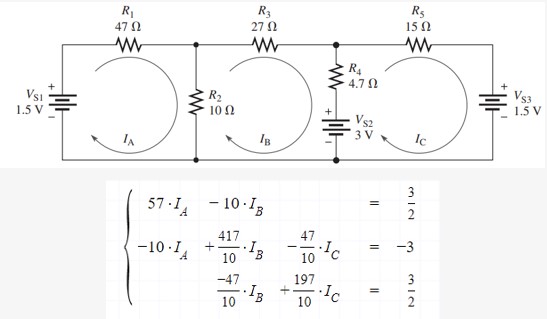 R1 R3 R5
47 Ω 27 Ω 15 Ω
+ R4 +
VS1 R2 4.7 Ω VS3
1.5 V 10 Ω + VS2 1.5 V
− IA IB − 3 V IC −
57·IA − 10·IB = 3/2
−10·IA + 417/10·IB − 47/10·IC = −3
−47/10·IB + 197/10·IC = 3/2